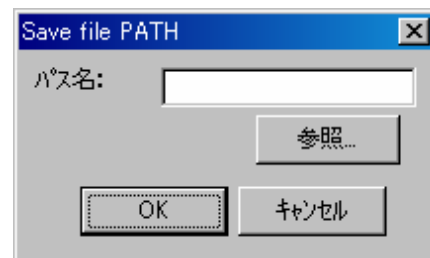 Save file PATH
ﾊﾟｽ名:
参照...
OK
ｷｬﾝｾﾙ